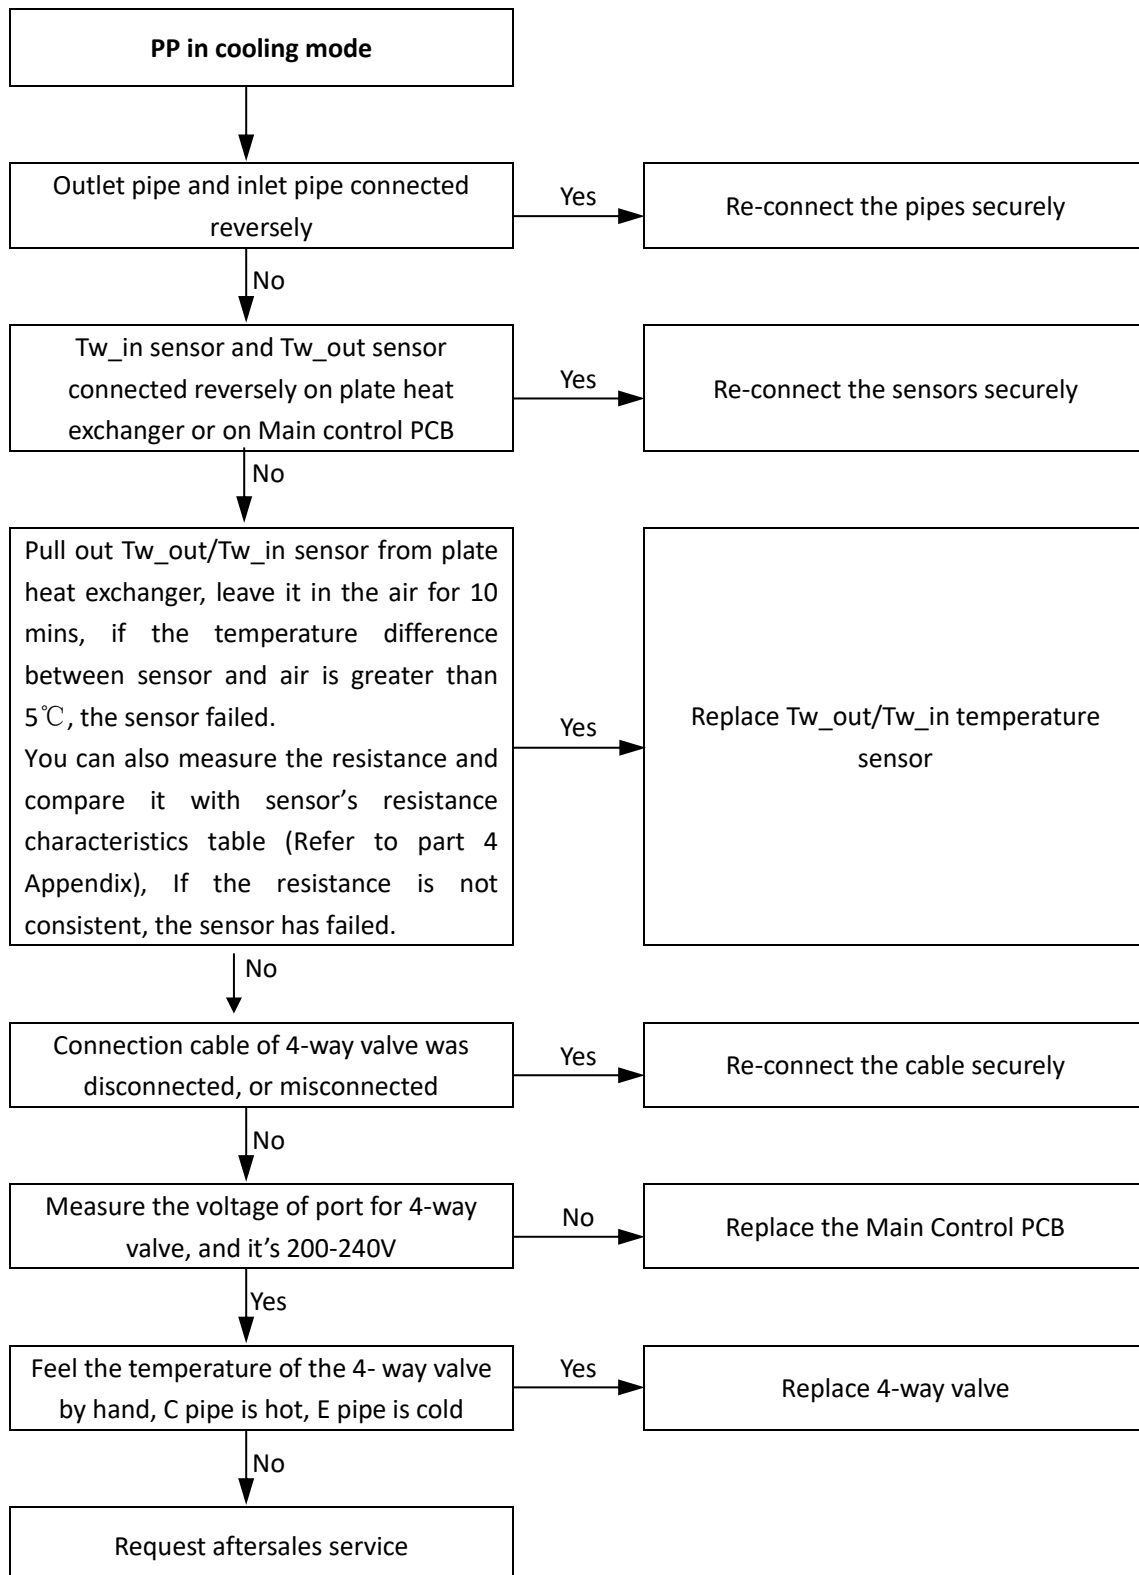 PP in cooling mode
Outlet pipe and inlet pipe connected
reversely
Yes
Re-connect the pipes securely
No
Tw_in sensor and Tw_out sensor
connected reversely on plate heat
exchanger or on Main control PCB
Yes
Re-connect the sensors securely
No
Pull out Tw_out/Tw_in sensor from plate
heat exchanger, leave it in the air for 10
mins, if the temperature difference
between sensor and air is greater than
5℃, the sensor failed.
You can also measure the resistance and
compare it with sensor’s resistance
characteristics table (Refer to part 4
Appendix), If the resistance is not
consistent, the sensor has failed.
Yes
Replace Tw_out/Tw_in temperature
sensor
No
Connection cable of 4-way valve was
disconnected, or misconnected
Yes
Re-connect the cable securely
No
Measure the voltage of port for 4-way
valve, and it’s 200-240V
No
Replace the Main Control PCB
Yes
Feel the temperature of the 4- way valve
by hand, C pipe is hot, E pipe is cold
Yes
Replace 4-way valve
No
Request aftersales service